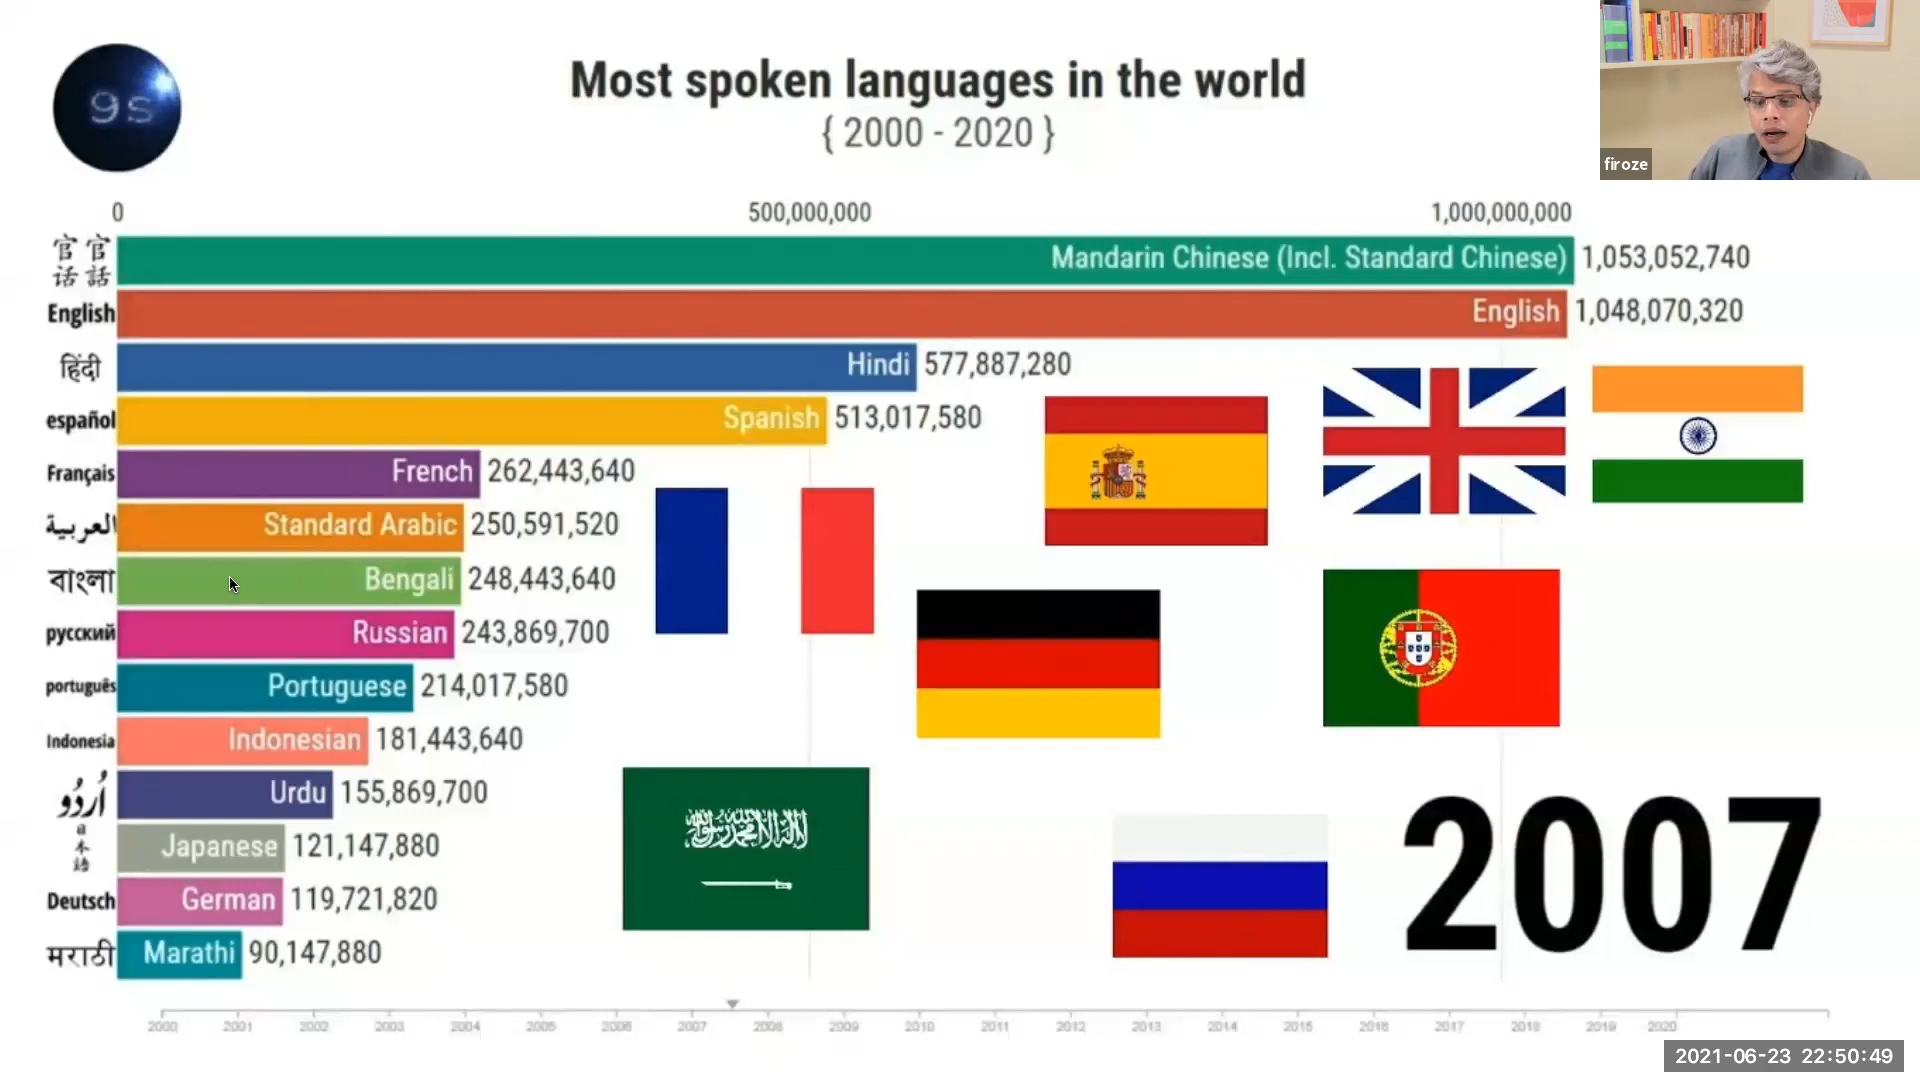 9s
Most spoken languages in the world
{ 2000 - 2020 }
firoze
0 500,000,000 1,000,000,000
官 官
话 話
Mandarin Chinese (Incl. Standard Chinese) 1,053,052,740
English English 1,048,070,320
हिंदी Hindi 577,887,280
español Spanish 513,017,580
Français French 262,443,640
العربية Standard Arabic 250,591,520
বাংলা Bengali 248,443,640
русский Russian 243,869,700
português Portuguese 214,017,580
Indonesia Indonesian 181,443,640
اُردُو Urdu 155,869,700
本
語
Japanese 121,147,880
Deutsch German 119,721,820
मराठी Marathi 90,147,880
2007
2000 2001 2002 2003 2004 2005 2006 2007 2008 2009 2010 2011 2012 2013 2014 2015 2016 2017 2018 2019 2020
2021-06-23 22:50:49